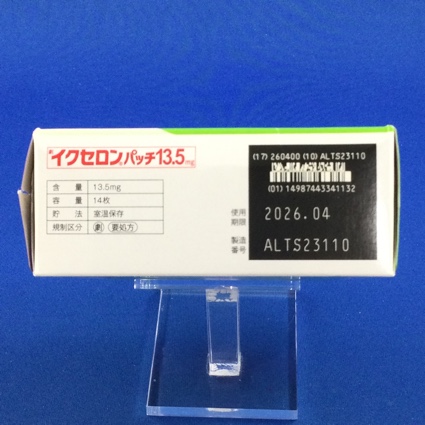 イクセロンパッチ13.5mg
含量 13.5mg
容量 14枚
貯法 室温保存
規制区分 劇 要処方
(17) 260400 (10) ALTS23110
(01) 14987443341132
使用期限 2026.04
製造番号 ALTS23110